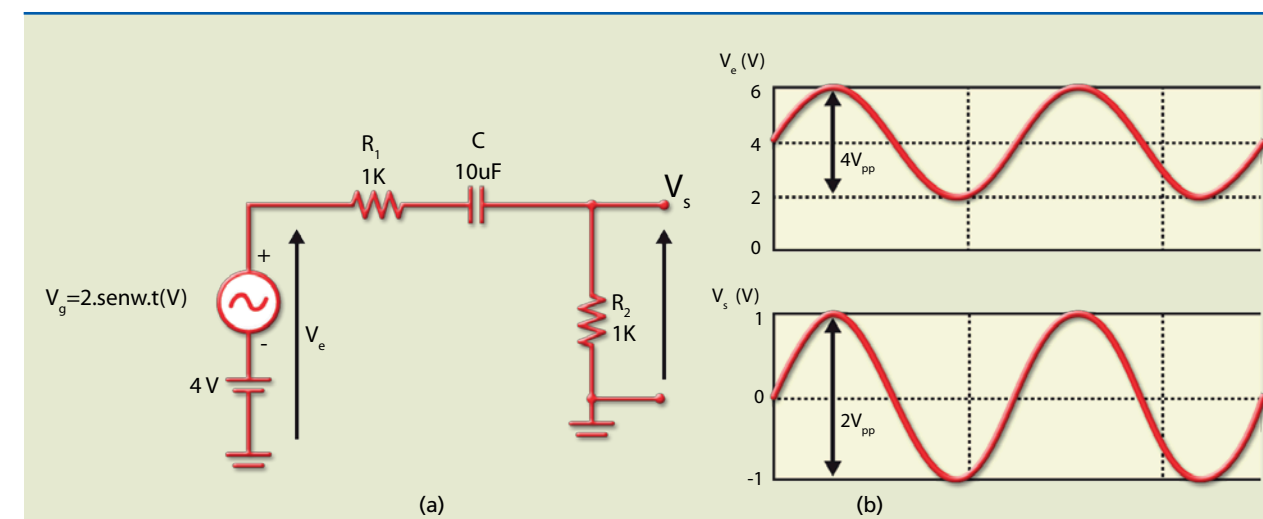 R1
1K
C
10uF
Vs
+
Vg=2.senw.t(V)
-
Ve
4 V
R2
1K
(a)
Ve (V)
6
4
2
0
4Vpp
Vs (V)
1
0
-1
2Vpp
(b)